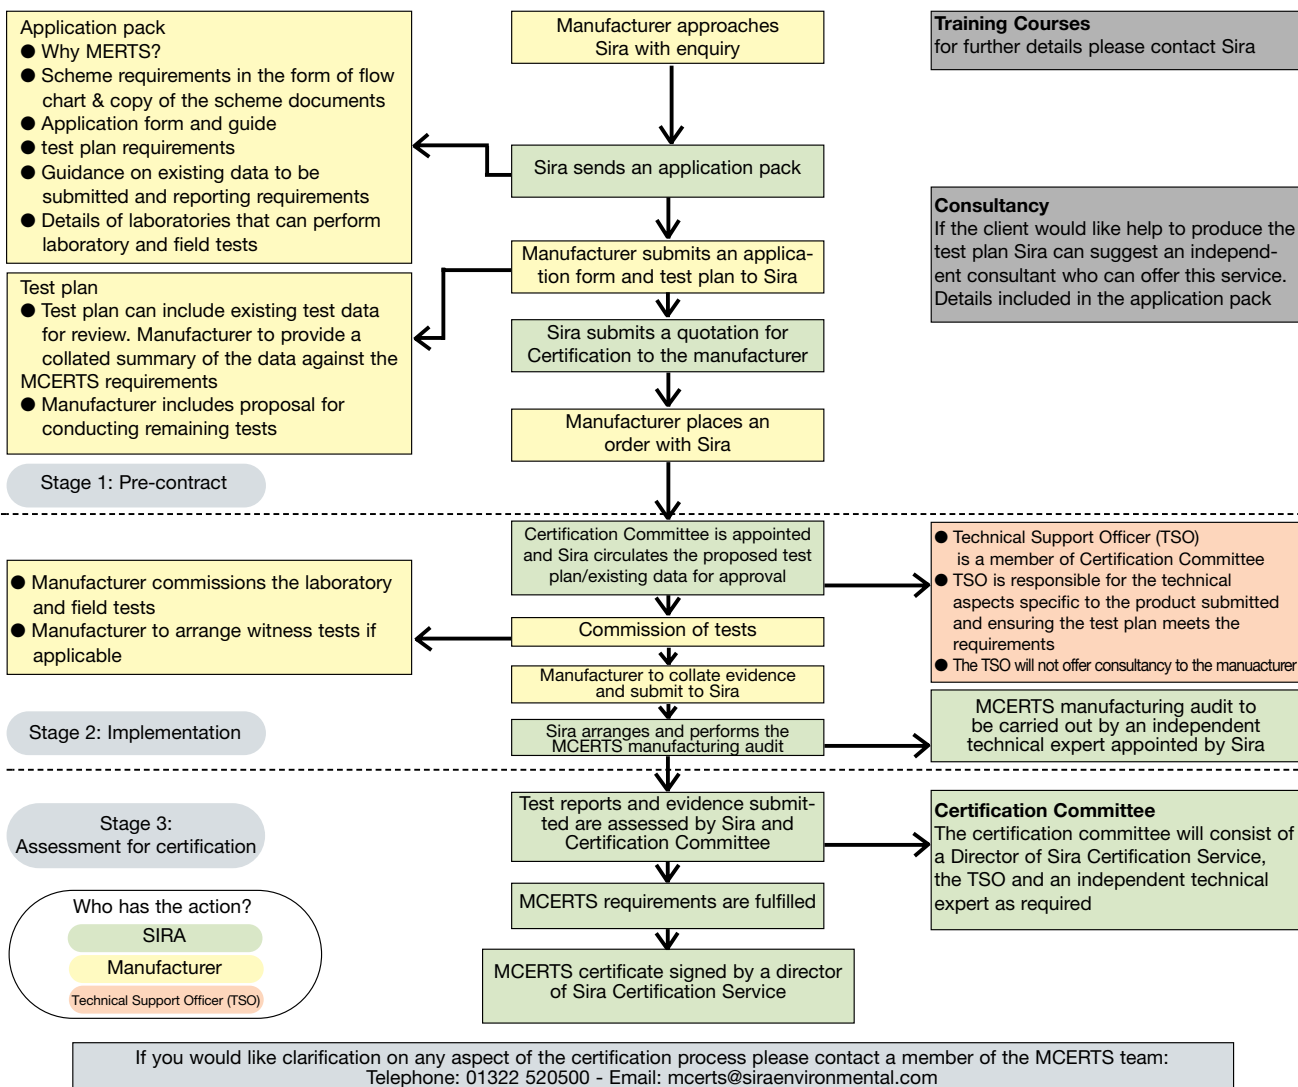 Application pack
● Why MERTS?
● Scheme requirements in the form of flow
chart & copy of the scheme documents
● Application form and guide
● test plan requirements
● Guidance on existing data to be
submitted and reporting requirements
● Details of laboratories that can perform
laboratory and field tests
Test plan
● Test plan can include existing test data
for review. Manufacturer to provide a
collated summary of the data against the
MCERTS requirements
● Manufacturer includes proposal for
conducting remaining tests
Stage 1: Pre-contract
Manufacturer approaches
Sira with enquiry
Sira sends an application pack
Manufacturer submits an applica-
tion form and test plan to Sira
Sira submits a quotation for
Certification to the manufacturer
Manufacturer places an
order with Sira
Training Courses
for further details please contact Sira
Consultancy
If the client would like help to produce the
test plan Sira can suggest an independ-
ent consultant who can offer this service.
Details included in the application pack
● Manufacturer commissions the laboratory
and field tests
● Manufacturer to arrange witness tests if
applicable
Stage 2: Implementation
Certification Committee is appointed
and Sira circulates the proposed test
plan/existing data for approval
Commission of tests
Manufacturer to collate evidence
and submit to Sira
Sira arranges and performs the
MCERTS manufacturing audit
● Technical Support Officer (TSO)
is a member of Certification Committee
● TSO is responsible for the technical
aspects specific to the product submitted
and ensuring the test plan meets the
requirements
● The TSO will not offer consultancy to the manuacturer
MCERTS manufacturing audit to
be carried out by an independent
technical expert appointed by Sira
Stage 3:
Assessment for certification
Test reports and evidence submit-
ted are assessed by Sira and
Certification Committee
MCERTS requirements are fulfilled
MCERTS certificate signed by a director
of Sira Certification Service
Certification Committee
The certification committee will consist of
a Director of Sira Certification Service,
the TSO and an independent technical
expert as required
Who has the action?
SIRA
Manufacturer
Technical Support Officer (TSO)
If you would like clarification on any aspect of the certification process please contact a member of the MCERTS team:
Telephone: 01322 520500 - Email: mcerts@siraenvironmental.com